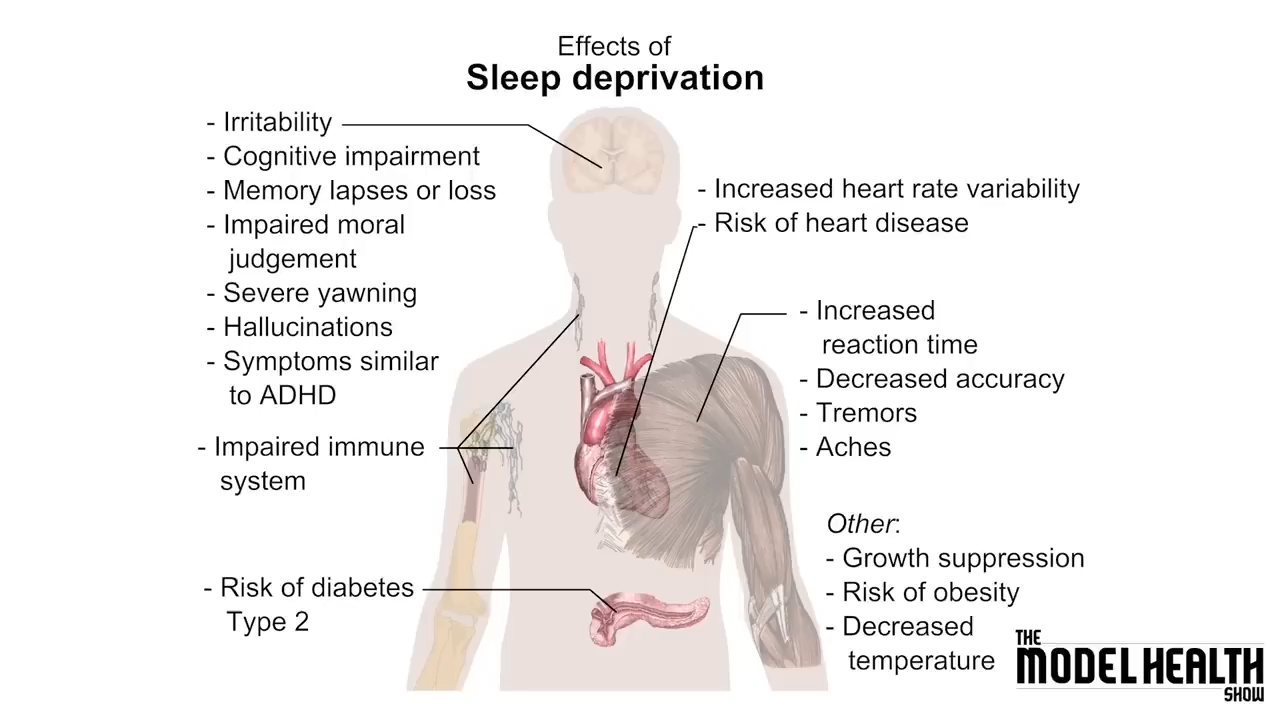 Effects of
Sleep deprivation
- Irritability
- Cognitive impairment
- Memory lapses or loss
- Impaired moral
judgement
- Severe yawning
- Hallucinations
- Symptoms similar
to ADHD
- Impaired immune
system
- Risk of diabetes
Type 2
- Increased heart rate variability
- Risk of heart disease
- Increased
reaction time
- Decreased accuracy
- Tremors
- Aches
Other:
- Growth suppression
- Risk of obesity
- Decreased
temperature
THE
MODEL HEALTH
SHOW